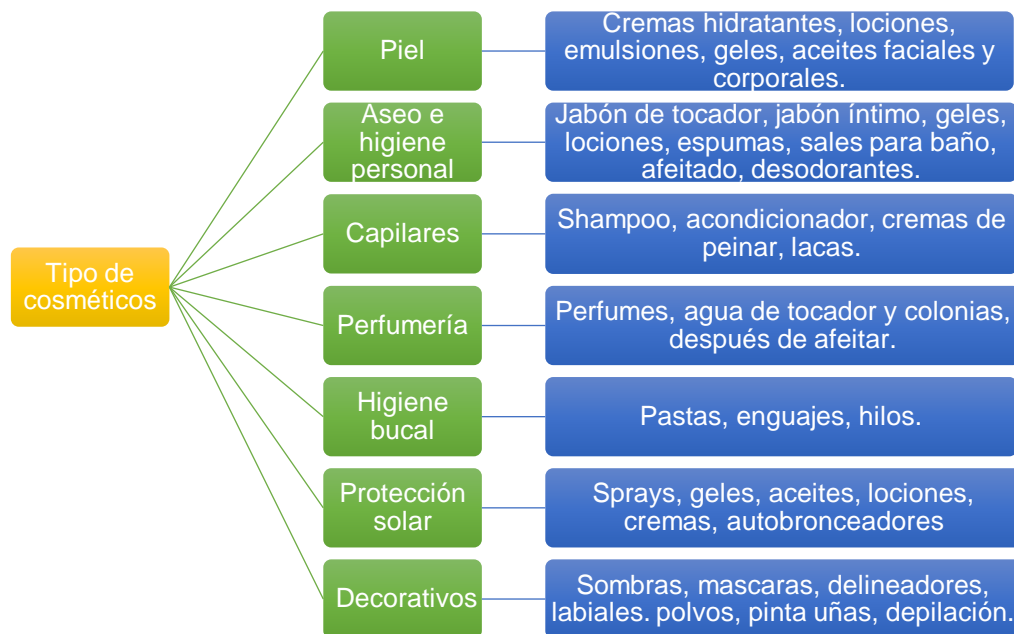 Tipo de
cosméticos
Piel
Cremas hidratantes, lociones,
emulsiones, geles, aceites faciales y
corporales.
Aseo e
higiene
personal
Jabón de tocador, jabón íntimo, geles,
lociones, espumas, sales para baño,
afeitado, desodorantes.
Capilares
Shampoo, acondicionador, cremas de
peinar, lacas.
Perfumería
Perfumes, agua de tocador y colonias,
después de afeitar.
Higiene
bucal
Pastas, enguajes, hilos.
Protección
solar
Sprays, geles, aceites, lociones,
cremas, autobronceadores
Decorativos
Sombras, mascaras, delineadores,
labiales. polvos, pinta uñas, depilación.